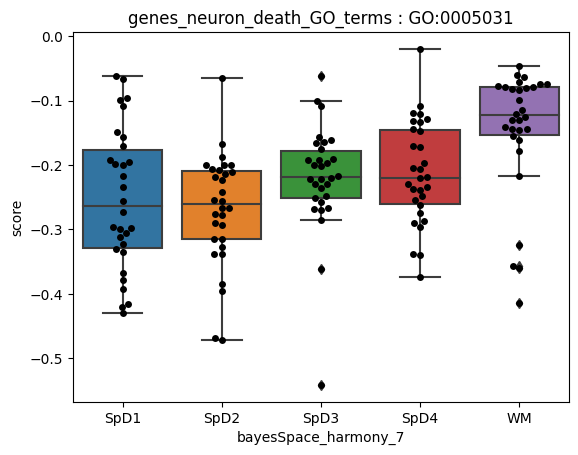 genes_neuron_death_GO_terms : GO:0005031
0.0
−0.1
−0.2
−0.3
−0.4
−0.5
score
SpD1 SpD2 SpD3 SpD4 WM
bayesSpace_harmony_7